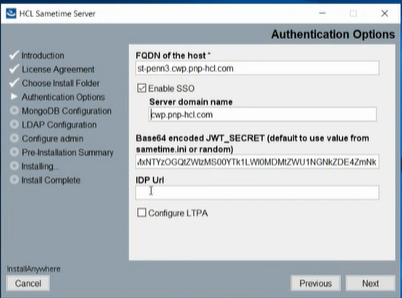 HCL Sametime Server
Authentication Options
Introduction
License Agreement
Choose Install Folder
Authentication Options
MongoDB Configuration
LDAP Configuration
Configure admin
Pre-Installation Summary
Installing...
Install Complete
FQDN of the host *
st-penn3.cwp.pnp-hcl.com
Enable SSO
Server domain name
cwp.pnp-hcl.com
Base64 encoded JWT_SECRET (default to use value from
sametime.ini or random)
IDP Url
Configure LTPA
InstallAnywhere
Cancel
Previous
Next